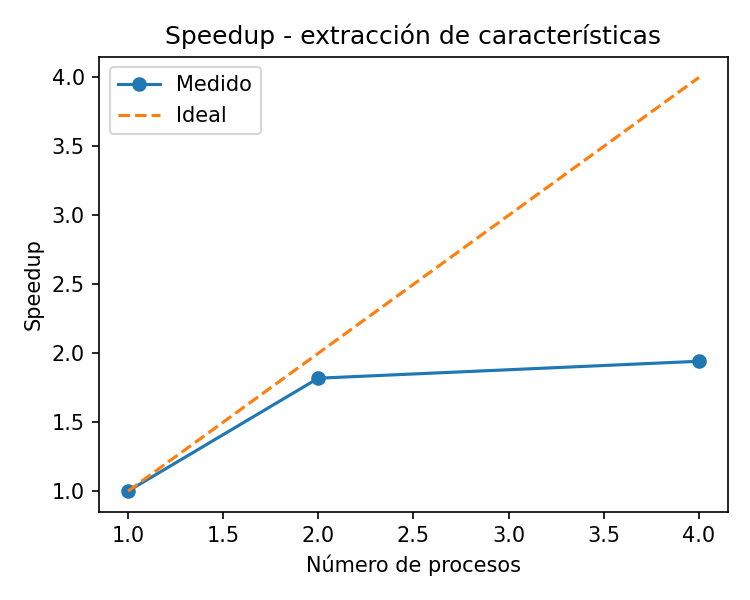 Speedup - extracción de características
Medido
Ideal
Speedup
4.0
3.5
3.0
2.5
2.0
1.5
1.0
1.0 1.5 2.0 2.5 3.0 3.5 4.0
Número de procesos